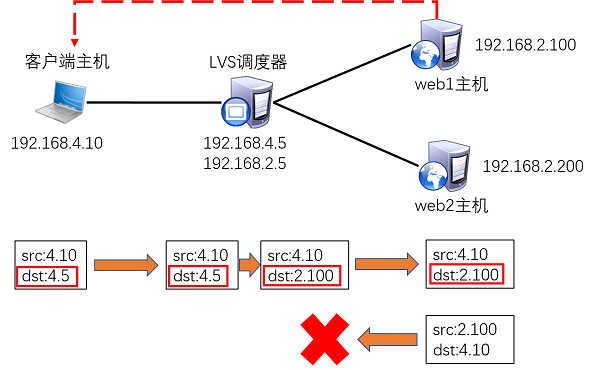 客户端主机
LVS调度器
192.168.2.100
web1主机
192.168.4.10
192.168.4.5
192.168.2.5
192.168.2.200
web2主机
src:4.10
dst:4.5
src:4.10
dst:4.5
src:4.10
dst:2.100
src:4.10
dst:2.100
src:2.100
dst:4.10